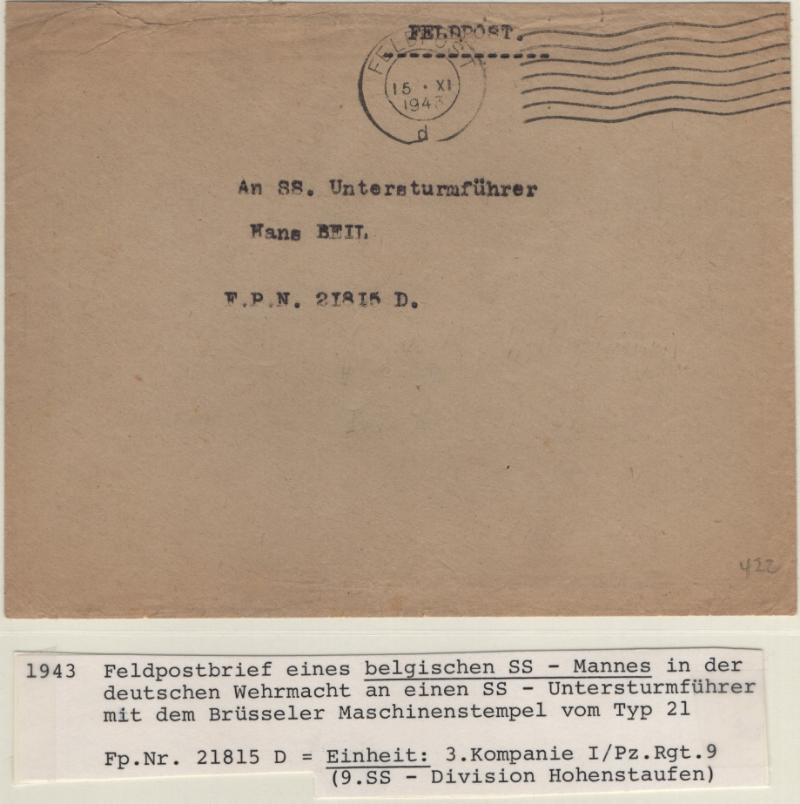 FELDPOST.
FELDPOST
15 · XI
1943
d
An SS. Untersturmführer
Hans BEIL
F.P.N. 21815 D.
422
1943 Feldpostbrief eines belgischen SS - Mannes in der
deutschen Wehrmacht an einen SS - Untersturmführer
mit dem Brüsseler Maschinenstempel vom Typ 21
Fp.Nr. 21815 D = Einheit: 3.Kompanie I/Pz.Rgt.9
(9.SS - Division Hohenstaufen)